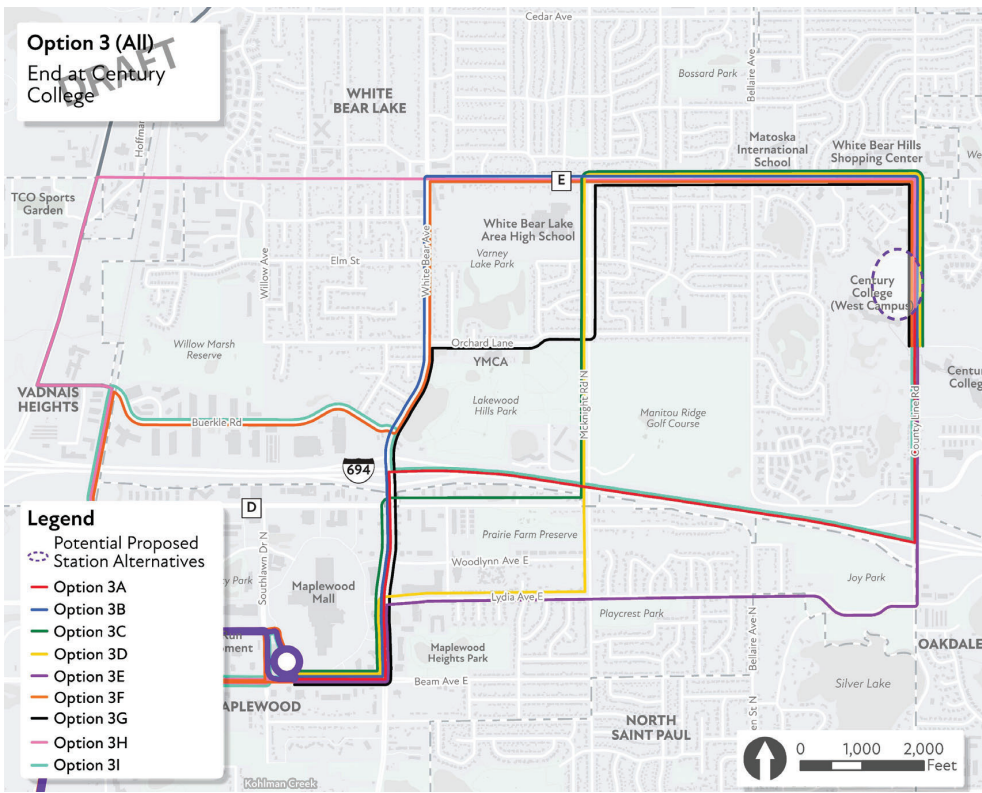 Option 3 (All)
DRAFT
End at Century
College
Cedar Ave
Bossard Park
Bellaire Ave
WHITE
BEAR LAKE
Matoska
International
School
White Bear Hills
Shopping Center
E
TCO Sports
Garden
White Bear Lake
Area High School
Willow Ave
Elm St
White Bear Ave
Varney
Lake Park
Century
College
(West Campus)
Willow Marsh
Reserve
Orchard Lane
YMCA
McKnight Rd N
VADNAIS
HEIGHTS
Lakewood
Hills Park
Manitou Ridge
Golf Course
County Line Rd
Buerkle Rd
694
D
Legend
Potential Proposed
Station Alternatives
Option 3A
Option 3B
Option 3C
Option 3D
Option 3E
Option 3F
Option 3G
Option 3H
Option 3I
Southlawn Dr N
Maplewood
Mall
Prairie Farm Preserve
Woodlynn Ave E
Lydia Ave E
Playcrest Park
Joy Park
Bellaire Ave N
Maplewood
Heights Park
Beam Ave E
OAKDALE
Silver Lake
NORTH
SAINT PAUL
Kohlman Creek
0 1,000 2,000
Feet